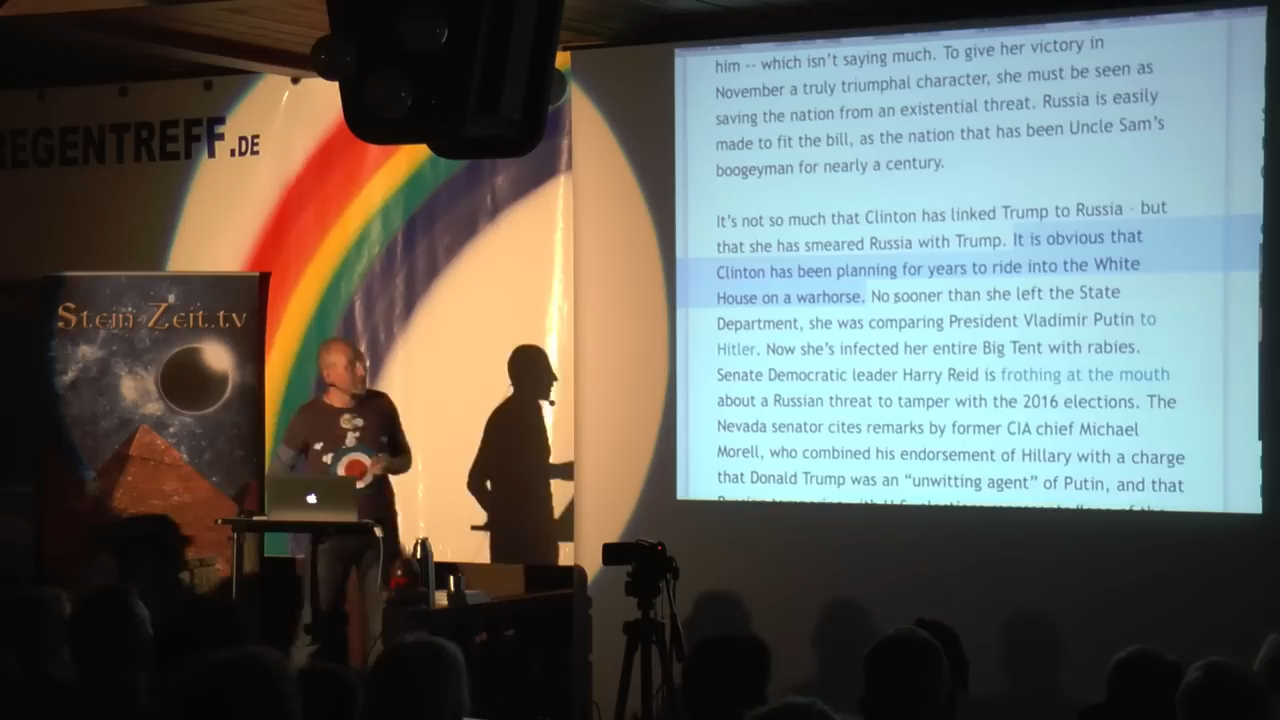 REGENTREFF.DE
Stein-Zeit.tv
him -- which isn't saying much. To give her victory in
November a truly triumphal character, she must be seen as
saving the nation from an existential threat. Russia is easily
made to fit the bill, as the nation that has been Uncle Sam's
boogeyman for nearly a century.
It's not so much that Clinton has linked Trump to Russia - but
that she has smeared Russia with Trump. It is obvious that
Clinton has been planning for years to ride into the White
House on a warhorse. No sooner than she left the State
Department, she was comparing President Vladimir Putin to
Hitler. Now she's infected her entire Big Tent with rabies.
Senate Democratic leader Harry Reid is frothing at the mouth
about a Russian threat to tamper with the 2016 elections. The
Nevada senator cites remarks by former CIA chief Michael
Morell, who combined his endorsement of Hillary with a charge
that Donald Trump was an "unwitting agent" of Putin, and that